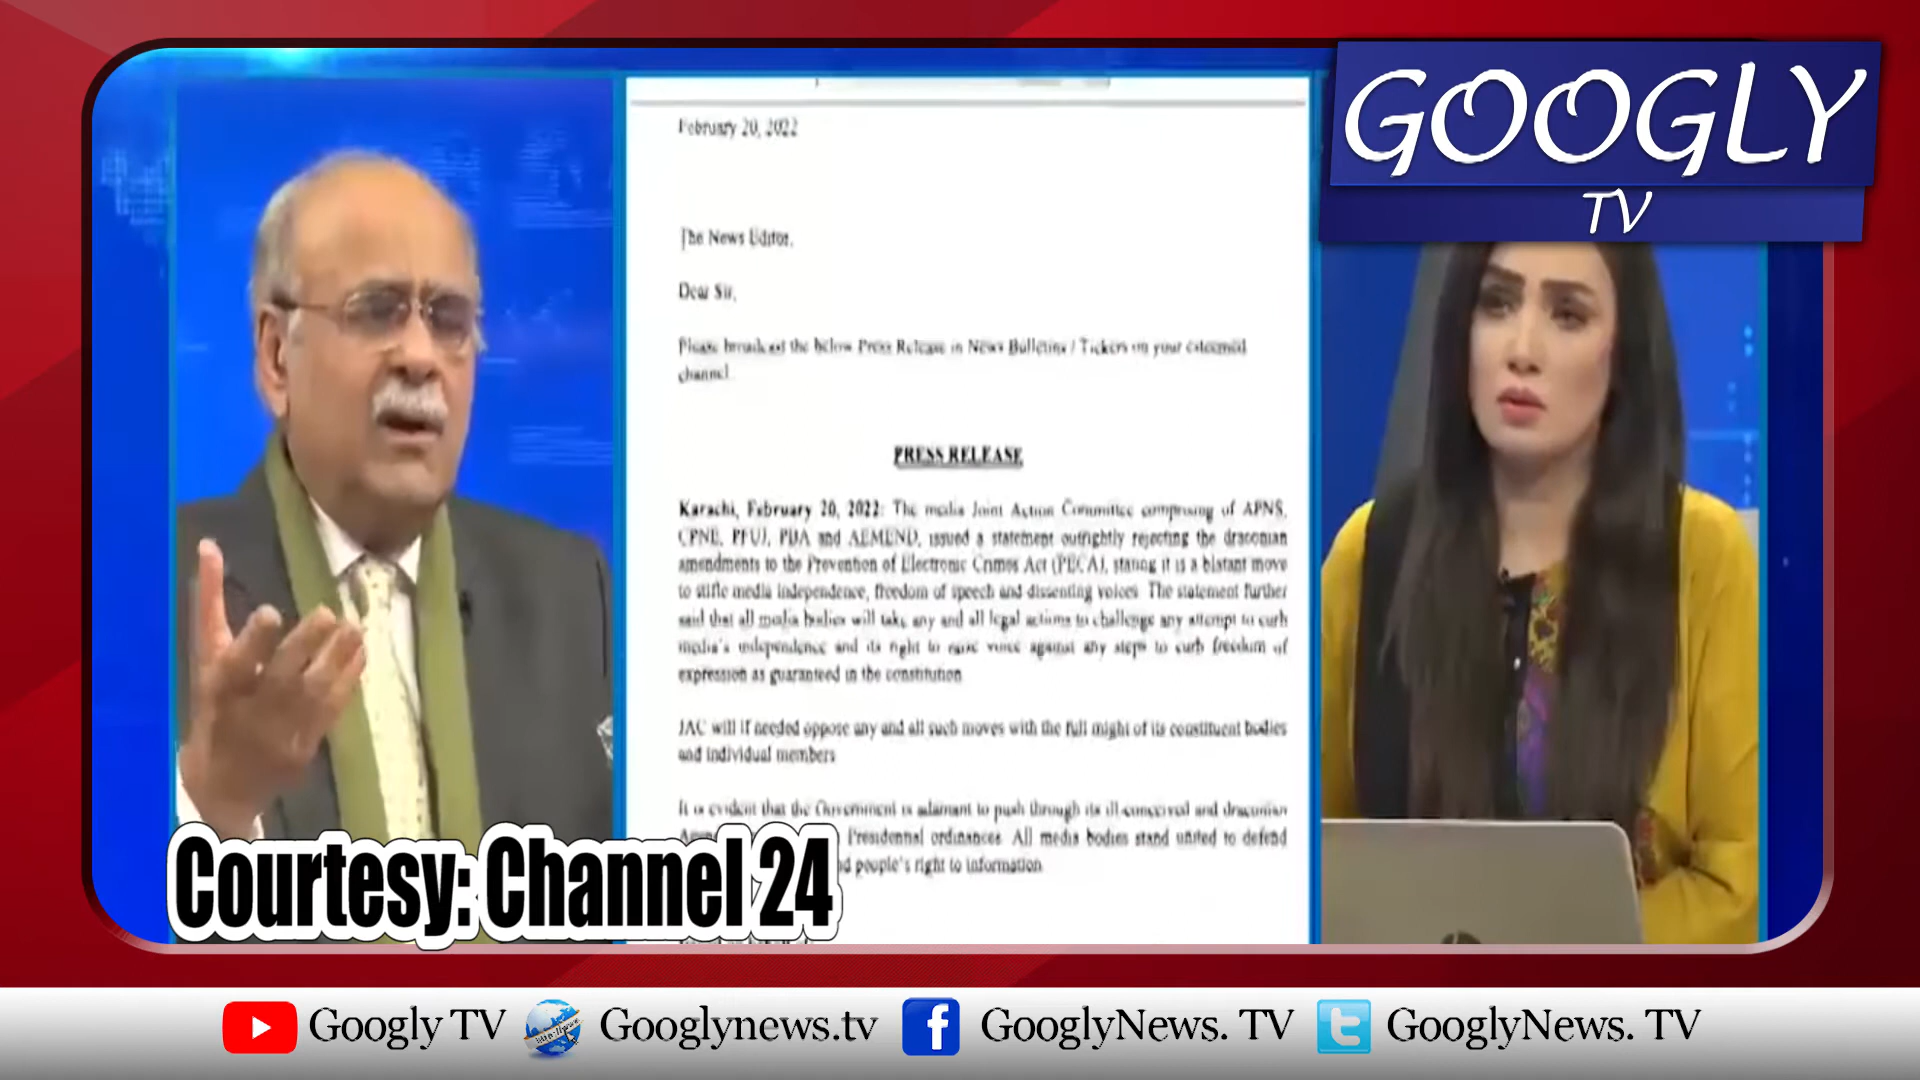 GOOGLY
TV
February 20, 2022
The News Editor,
Dear Sir,
Please broadcast the below Press Release in News Bulletins / Tickers on your esteemed
channel.
PRESS RELEASE
Karachi, February 20, 2022: The media Joint Action Committee comprising of APNS,
CPNE, PFUJ, PBA and AEMEND, issued a statement outrightly rejecting the draconian
amendments to the Prevention of Electronic Crimes Act (PECA), stating it is a blatant move
to stifle media independence, freedom of speech and dissenting voices. The statement further
said that all media bodies will take any and all legal actions to challenge any attempt to curb
media's independence and its right to raise voice against any steps to curb freedom of
expression as guaranteed in the constitution
JAC will if needed oppose any and all such moves with the full might of its constituent bodies
and individual members
It is evident that the Government is adamant to push through its ill-conceived and draconian
Presidential ordinances. All media bodies stand united to defend
people's right to information
Courtesy: Channel 24
Googly TV Googlynews.tv GooglyNews. TV GooglyNews. TV